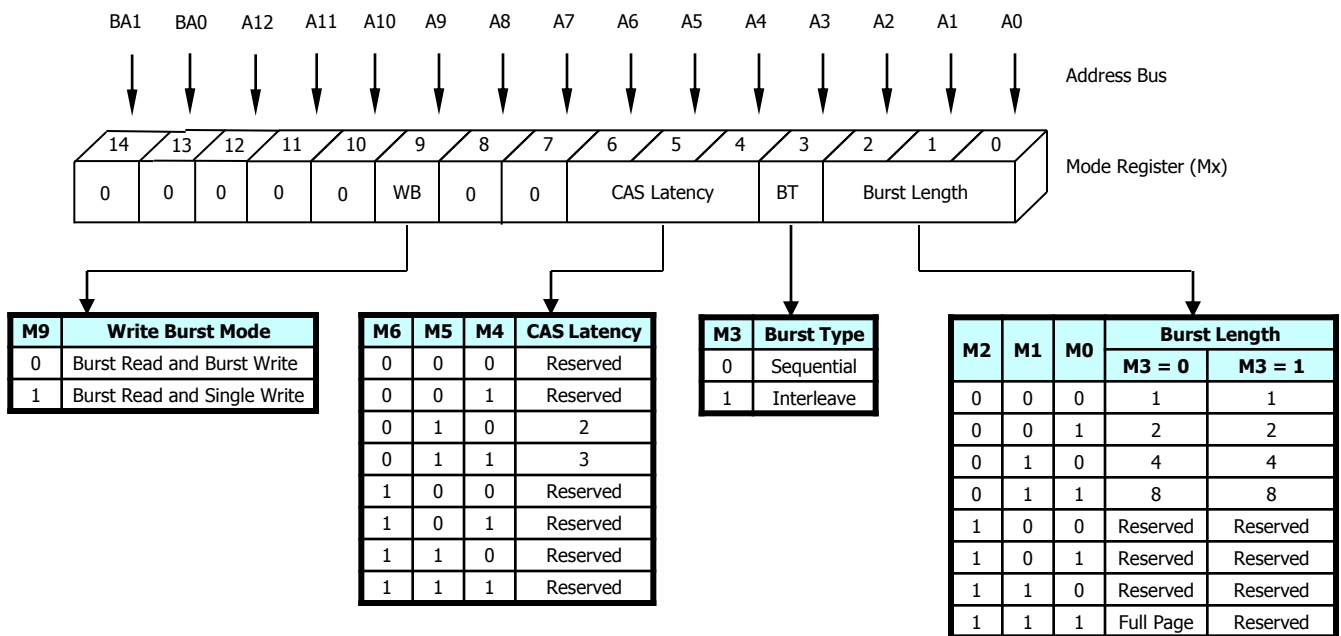 BA1 BA0 A12 A11 A10 A9 A8 A7 A6 A5 A4 A3 A2 A1 A0
Address Bus
14 13 12 11 10 9 8 7 6 5 4 3 2 1 0
Mode Register (Mx)
0 0 0 0 0 WB 0 0 CAS Latency BT Burst Length
M9 Write Burst Mode
0 Burst Read and Burst Write
1 Burst Read and Single Write
M6 M5 M4 CAS Latency
0 0 0 Reserved
0 0 1 Reserved
0 1 0 2
0 1 1 3
1 0 0 Reserved
1 0 1 Reserved
1 1 0 Reserved
1 1 1 Reserved
M3 Burst Type
0 Sequential
1 Interleave
M2 M1 M0 Burst Length
M3 = 0 M3 = 1
0 0 0 1 1
0 0 1 2 2
0 1 0 4 4
0 1 1 8 8
1 0 0 Reserved Reserved
1 0 1 Reserved Reserved
1 1 0 Reserved Reserved
1 1 1 Full Page Reserved